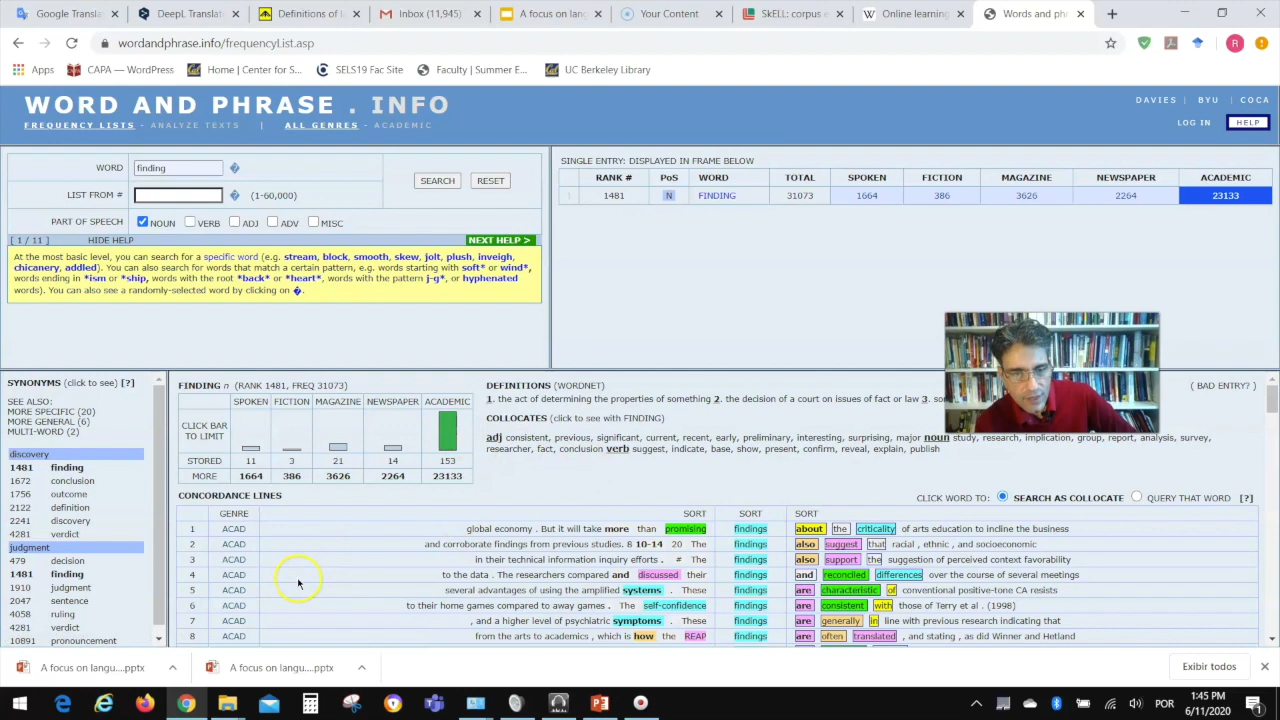 Google Translate
DeepL Translat
Definitions of l
Inbox (11,945)
A focus on lang
Your Content
SkELL: corpus e
Online learning
Words and phr
wordandphrase.info/frequencyList.asp
R
Apps
CAPA — WordPress
Home | Center for S...
SELS19 Fac Site
Faculty | Summer E...
UC Berkeley Library
WORD AND PHRASE . INFO
FREQUENCY LISTS - ANALYZE TEXTS | ALL GENRES - ACADEMIC
DAVIES | BYU | COCA
LOG IN HELP
WORD finding
LIST FROM # (1-60,000)
SEARCH RESET
PART OF SPEECH NOUN VERB ADJ ADV MISC
[ 1 / 11 ] HIDE HELP NEXT HELP >
At the most basic level, you can search for a specific word (e.g. stream, block, smooth, skew, jolt, plush, inveigh,
chicanery, addled). You can also search for words that match a certain pattern, e.g. words starting with soft* or wind*,
words ending in *ism or *ship, words with the root *back* or *heart*, words with the pattern j-g*, or hyphenated
words). You can also see a randomly-selected word by clicking on �.
SINGLE ENTRY: DISPLAYED IN FRAME BELOW
RANK # PoS WORD TOTAL SPOKEN FICTION MAGAZINE NEWSPAPER ACADEMIC
1 1481 N FINDING 31073 1664 386 3626 2264 23133
SYNONYMS (click to see) [?]
SEE ALSO:
MORE SPECIFIC (20)
MORE GENERAL (6)
MULTI-WORD (2)
discovery
1481 finding
1672 conclusion
1756 outcome
2122 definition
2241 discovery
4281 verdict
judgment
479 decision
1481 finding
1910 judgment
2047 sentence
4058 ruling
4281 verdict
10891 pronouncement
FINDING n (RANK 1481, FREQ 31073)
SPOKEN FICTION MAGAZINE NEWSPAPER ACADEMIC
CLICK BAR
TO LIMIT
STORED 11 3 21 14 153
MORE 1664 386 3626 2264 23133
DEFINITIONS (WORDNET)
( BAD ENTRY? )
1. the act of determining the properties of something 2. the decision of a court on issues of fact or law 3.
COLLOCATES (click to see with FINDING)
adj consistent, previous, significant, current, recent, early, preliminary, interesting, surprising, major noun study, research, implication, group, report, analysis, survey,
researcher, fact, conclusion verb suggest, indicate, base, show, present, confirm, reveal, explain, publish
CONCORDANCE LINES
CLICK WORD TO: SEARCH AS COLLOCATE QUERY THAT WORD [?]
GENRE SORT SORT SORT
1 ACAD global economy . But it will take more than promising findings about the criticality of arts education to incline the business
2 ACAD and corroborate findings from previous studies. 8 10-14 20 The findings also suggest that racial , ethnic , and socioeconomic
3 ACAD in their technical information inquiry efforts . # The findings also support the suggestion of perceived context favorability
4 ACAD to the data . The researchers compared and discussed their findings and reconciled differences over the course of several meetings
5 ACAD several advantages of using the amplified systems . These findings are characteristic of conventional positive-tone CA resists
6 ACAD to their home games compared to away games . The self-confidence findings are consistent with those of Terry et al. (1998)
7 ACAD , and a higher level of psychiatric symptoms . These findings are generally in line with previous research indicating that
8 ACAD from the arts to academics , which is how the REAP findings are often translated , and stating , as did Winner and Hetland
A focus on langu....pptx
A focus on langu....pptx
Exibir todos
POR
1:45 PM
6/11/2020
1